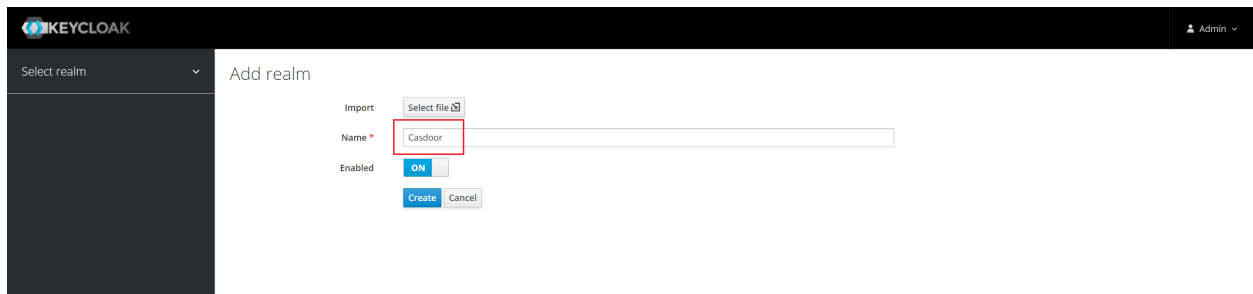 KEYCLOAK
Admin
Select realm
Add realm
Import Select file
Name * Casdoor
Enabled ON
Create Cancel